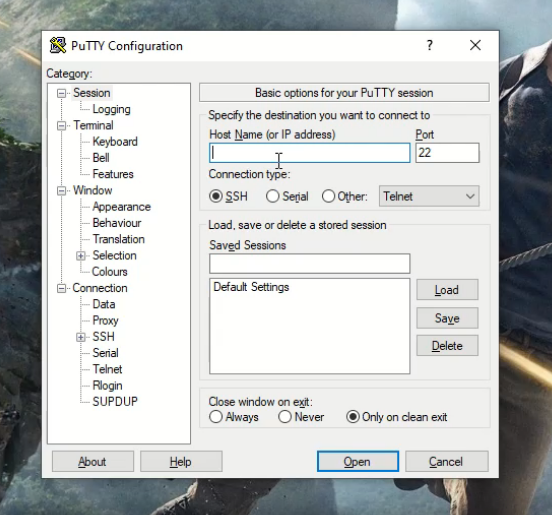 PuTTY Configuration
? ×
Category:
Session
Logging
Terminal
Keyboard
Bell
Features
Window
Appearance
Behaviour
Translation
Selection
Colours
Connection
Data
Proxy
SSH
Serial
Telnet
Rlogin
SUPDUP
Basic options for your PuTTY session
Specify the destination you want to connect to
Host Name (or IP address) Port
22
Connection type:
SSH Serial Other: Telnet
Load, save or delete a stored session
Saved Sessions
Default Settings
Load
Save
Delete
Close window on exit:
Always Never Only on clean exit
About Help Open Cancel